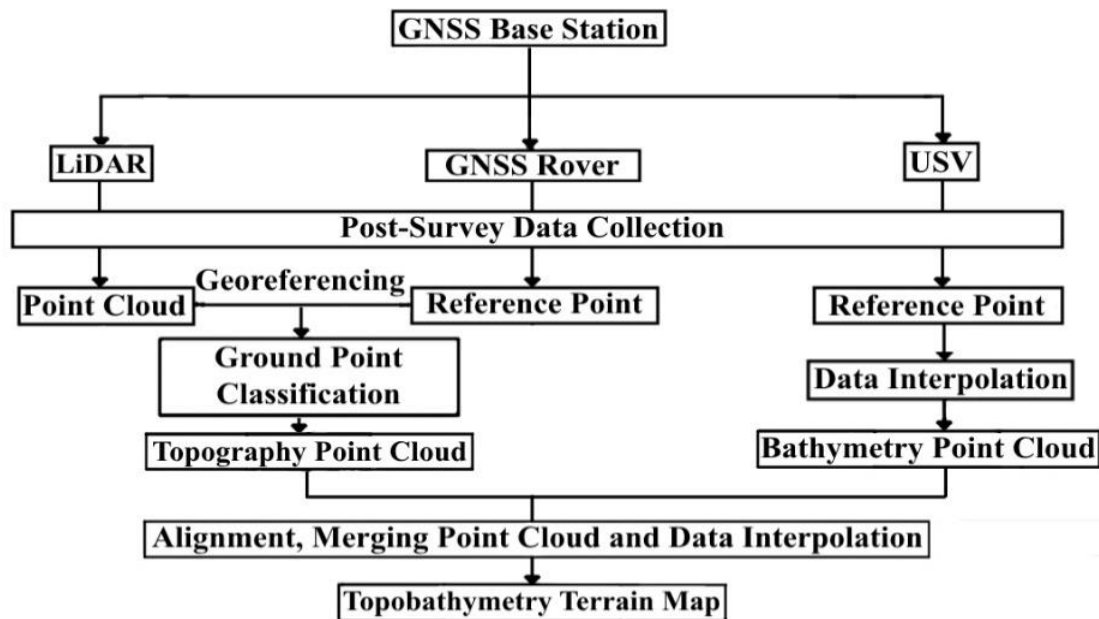 GNSS Base Station
LiDAR
GNSS Rover
USV
Post-Survey Data Collection
Georeferencing
Point Cloud
Reference Point
Reference Point
Ground Point
Classification
Data Interpolation
Topography Point Cloud
Bathymetry Point Cloud
Alignment, Merging Point Cloud and Data Interpolation
Topobathymetry Terrain Map